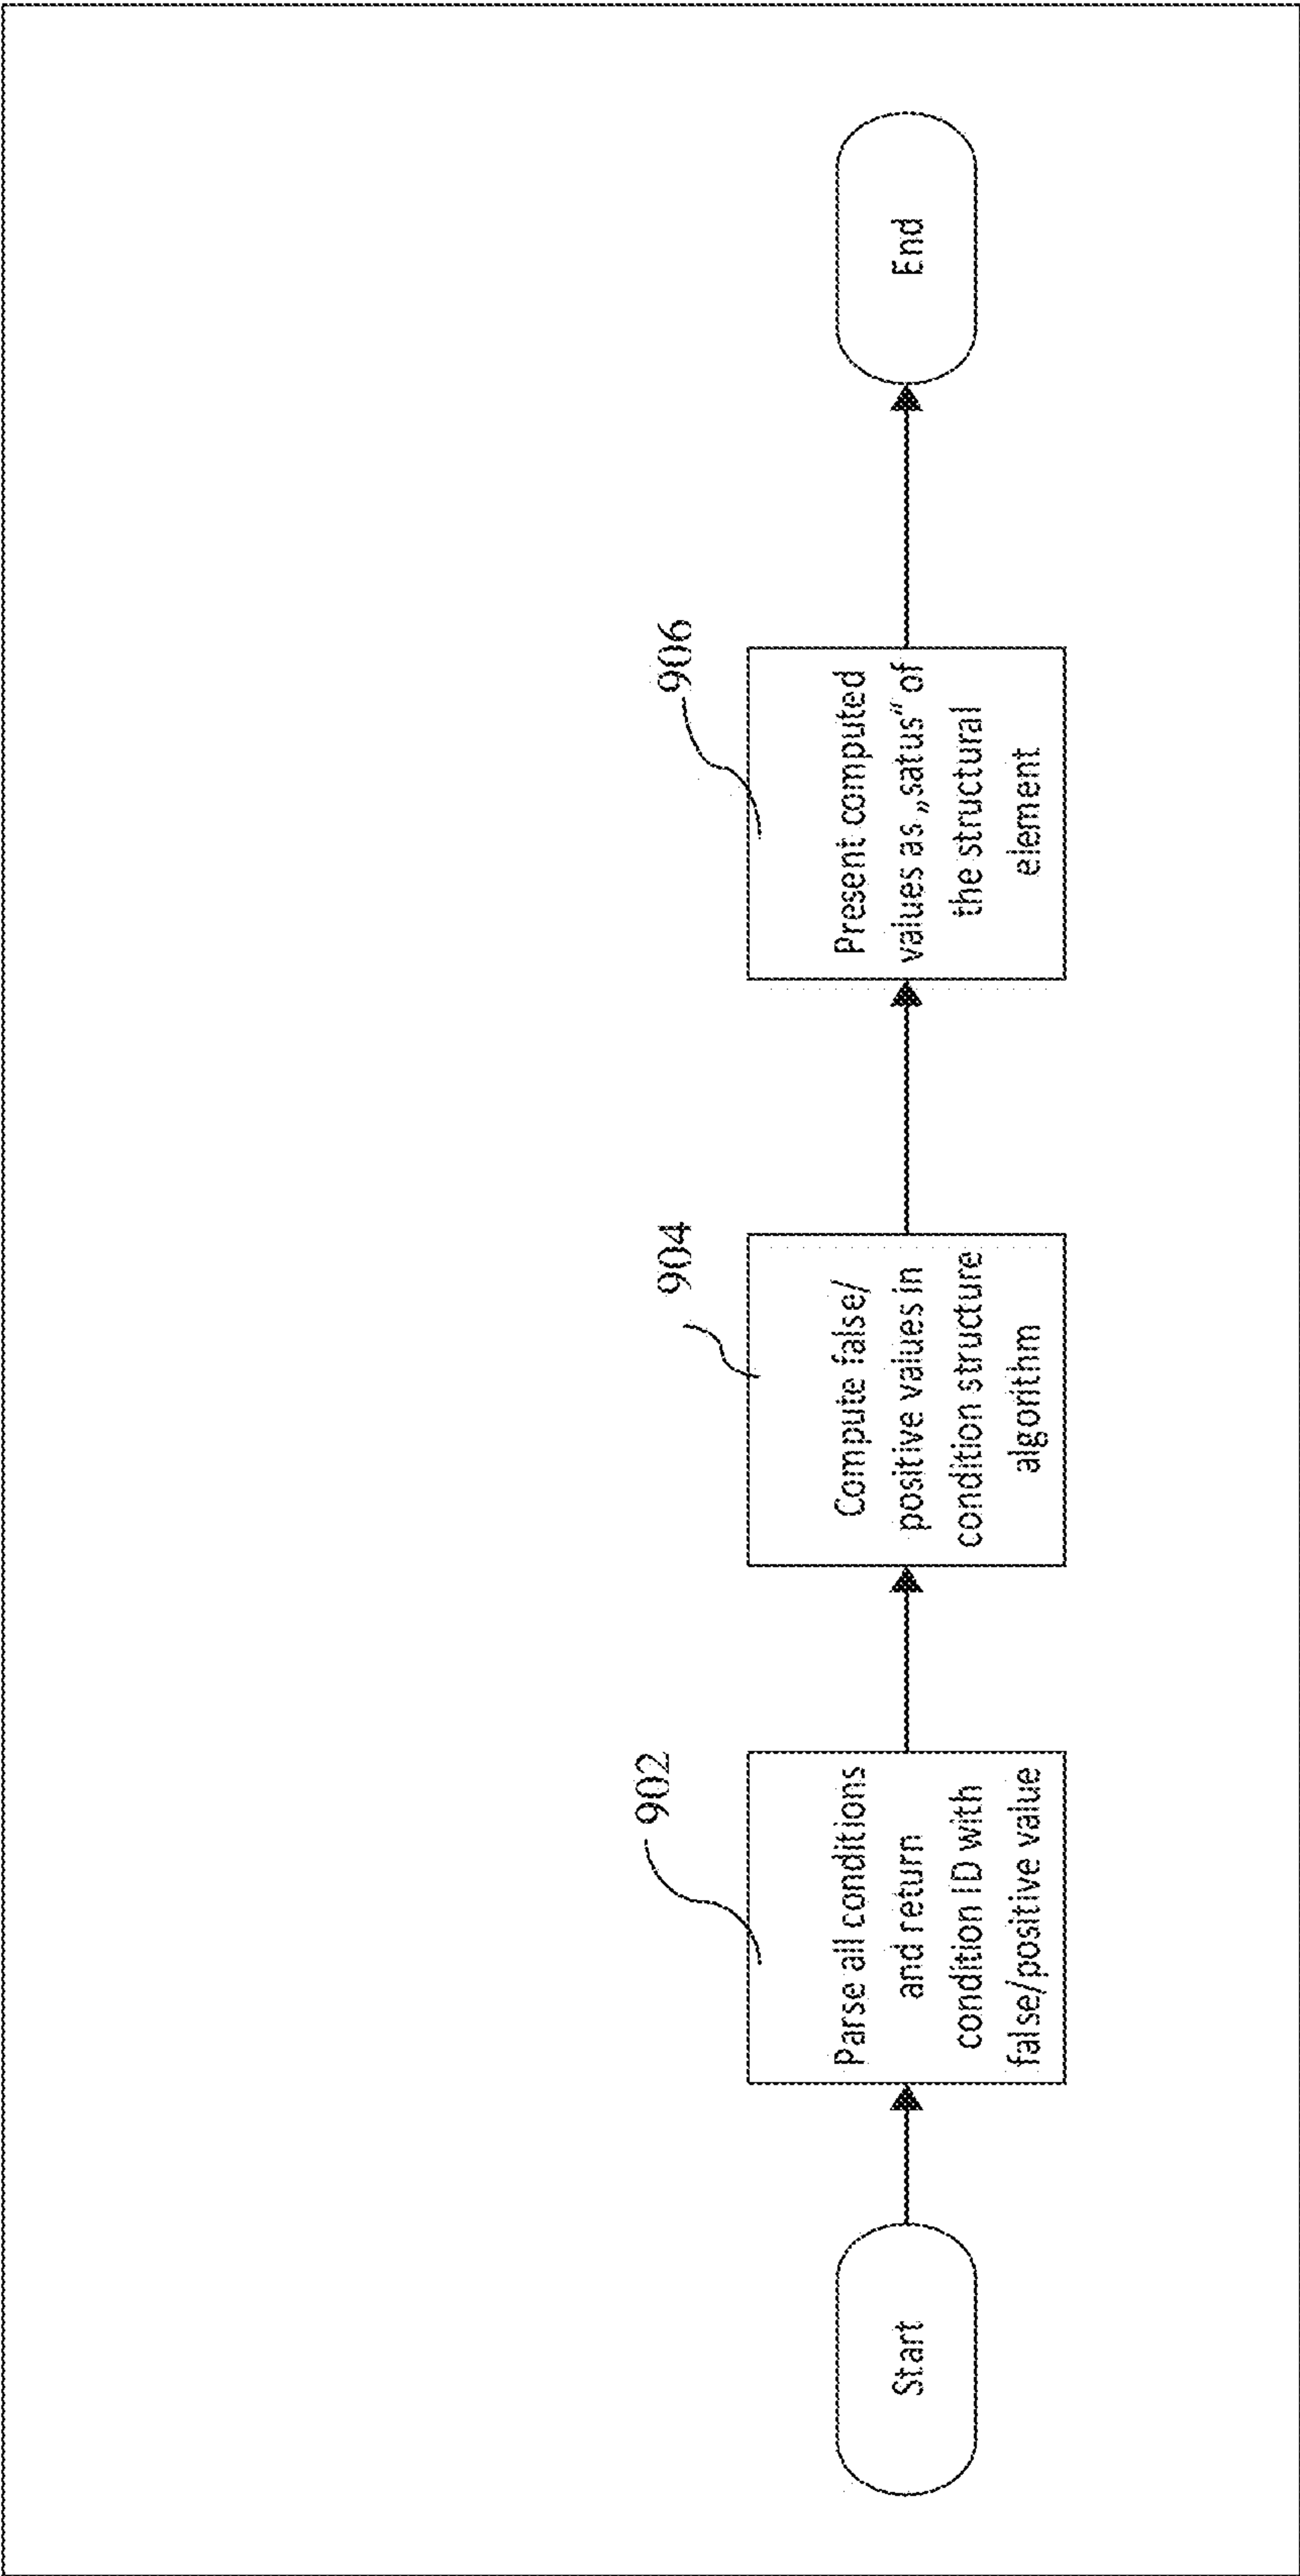 Start
902
Parse all conditions
and return
condition ID with
false/positive value
904
Compute false/
positive values in
condition structure
algorithm
906
Present computed
values as „satus“ of
the structural
element
End